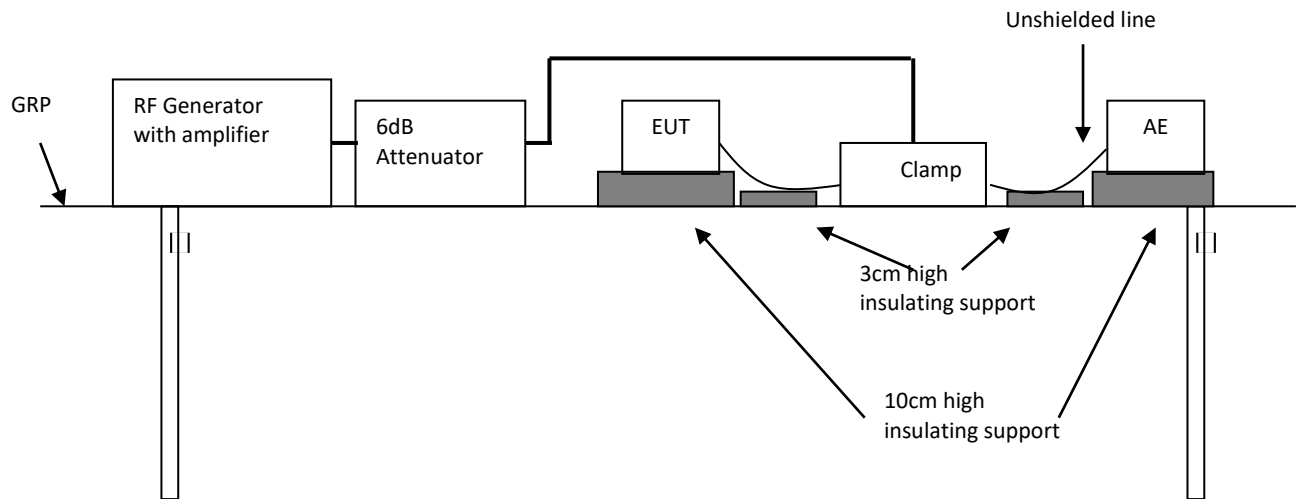 Unshielded line
GRP
RF Generator
with amplifier
6dB
Attenuator
EUT
Clamp
AE
3cm high
insulating support
10cm high
insulating support